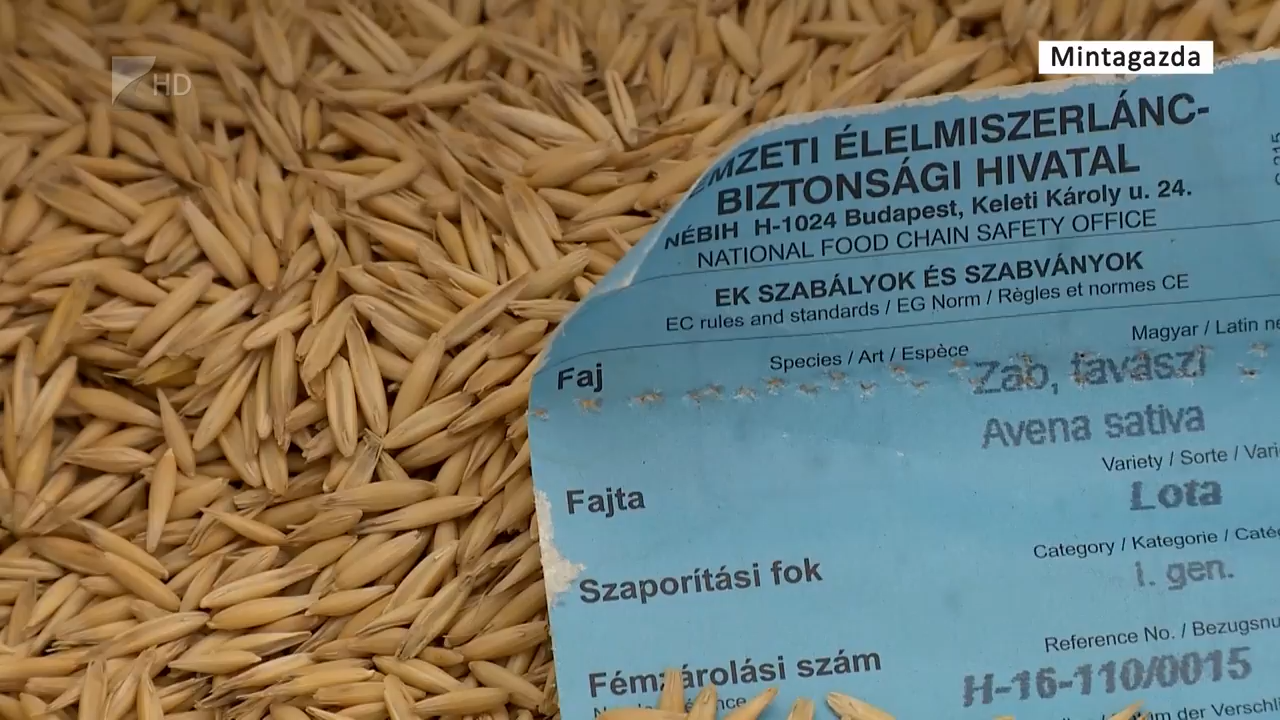 Mintagazda
HD
NEMZETI ÉLELMISZERLÁNC-
BIZTONSÁGI HIVATAL
NÉBIH H-1024 Budapest, Keleti Károly u. 24.
NATIONAL FOOD CHAIN SAFETY OFFICE
EK SZABÁLYOK ÉS SZABVÁNYOK
EC rules and standards / EG Norm / Règles et normes CE
Faj Species / Art / Espèce Magyar / Latin
Zab, tavaszi
Avena sativa
Variety / Sorte /
Fajta Lota
Category / Kategorie /
Szaporítási fok I. gen.
Reference No. /
Fémzárolási szám H-16-110/0015
der